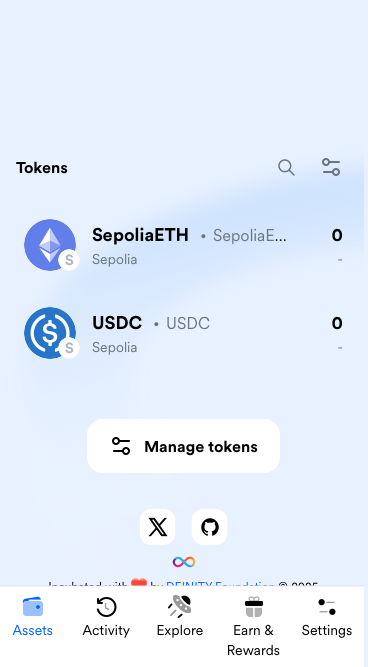 Tokens
SepoliaETH • SepoliaE... 0
S Sepolia -
USDC • USDC 0
S Sepolia -
Manage tokens
Incubated with ❤️ by DFINITY Foundation © 2025
Assets Activity Explore Earn & Rewards Settings